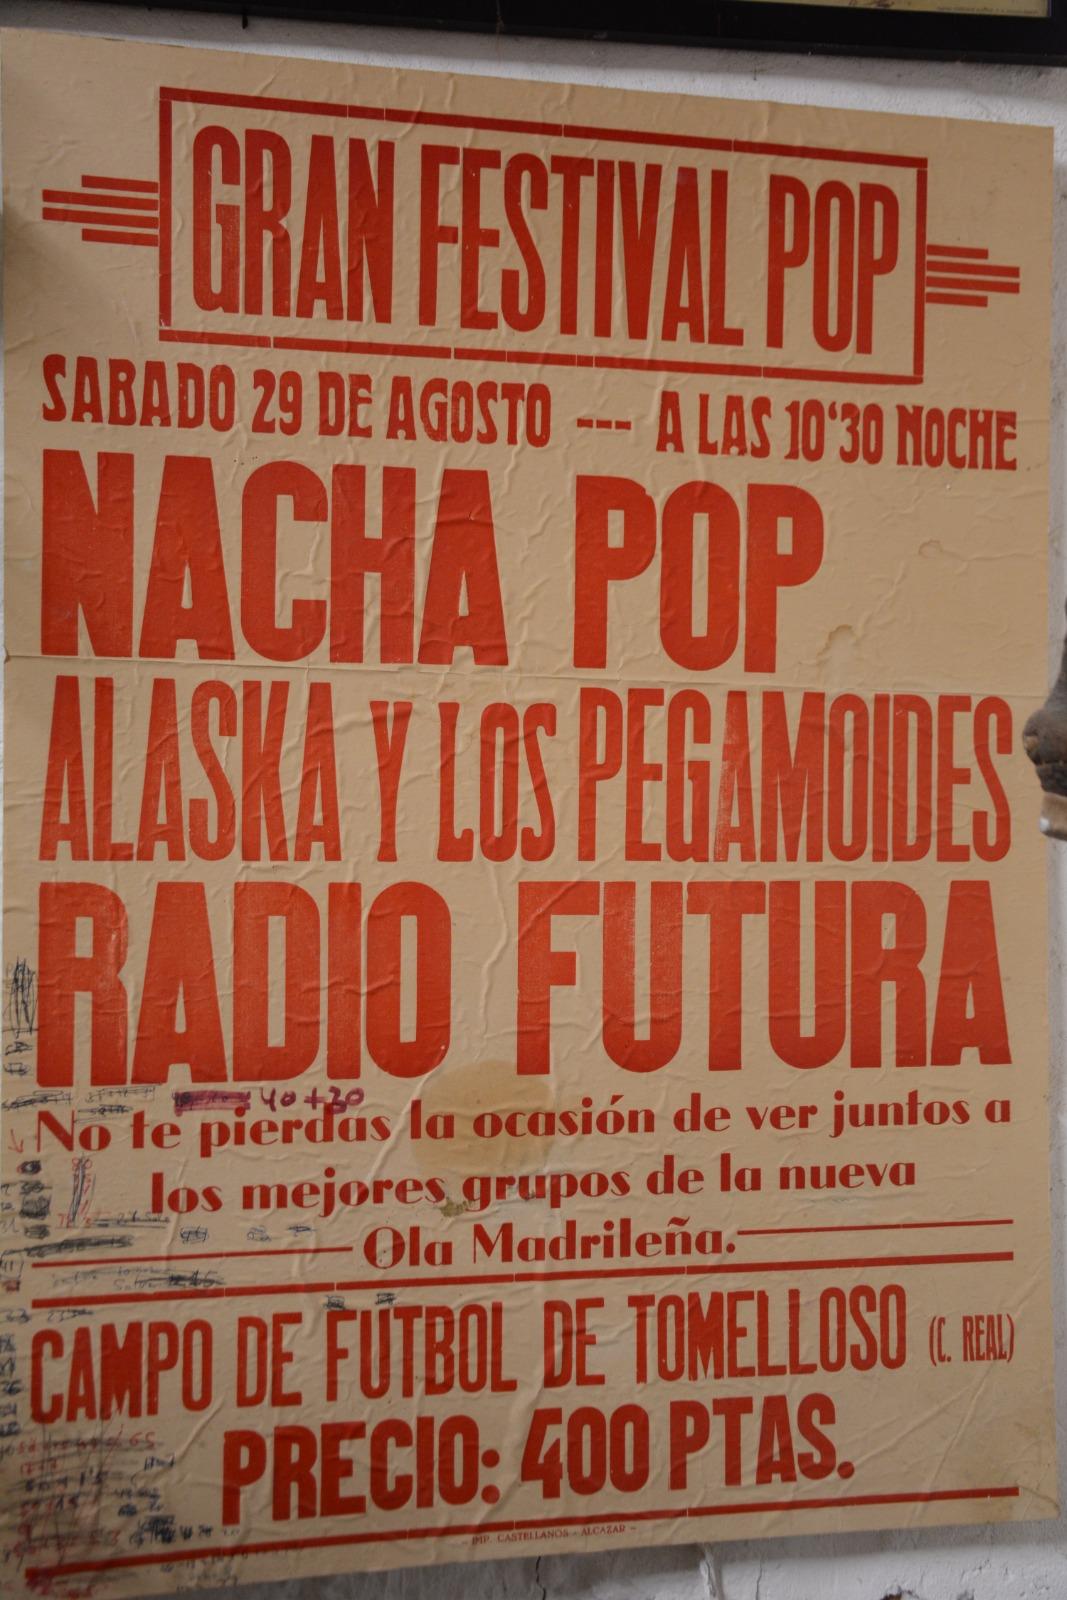 GRAN FESTIVAL POP
SABADO 29 DE AGOSTO --- A LAS 10'30 NOCHE
NACHA POP
ALASKA Y LOS PEGAMOIDES
RADIO FUTURA
40+30
No te pierdas la ocasión de ver juntos a
los mejores grupos de la nueva
Ola Madrileña.
CAMPO DE FUTBOL DE TOMELLOSO (C. REAL)
PRECIO: 400 PTAS.
- IMP. CASTELLANOS - ALCAZAR -